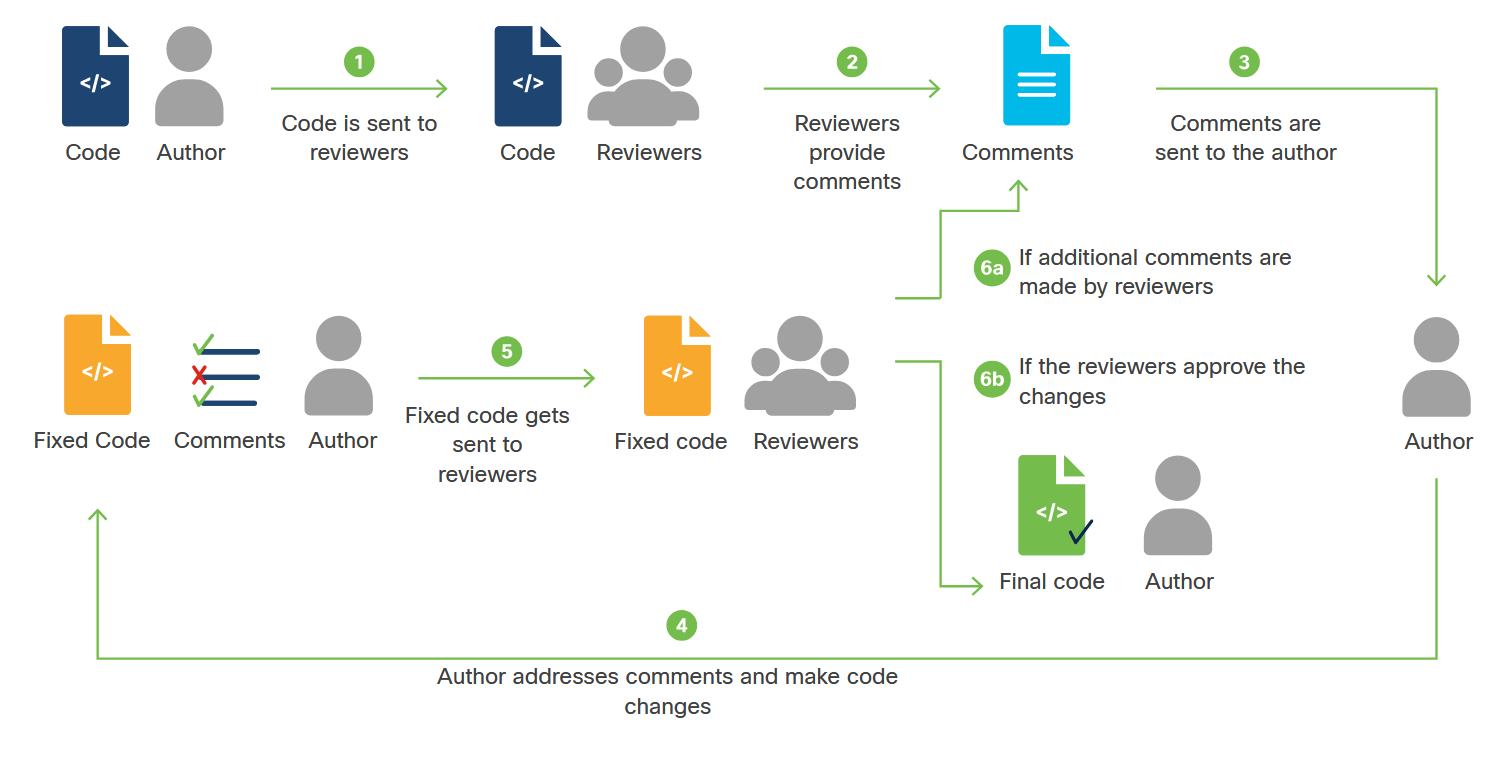 </>
Code
Author
1
Code is sent to
reviewers
</>
Code
Reviewers
2
Reviewers
provide
comments
Comments
3
Comments are
sent to the author
6a
If additional comments are
made by reviewers
</>
Fixed Code
Comments
Author
5
Fixed code gets
sent to
reviewers
</>
Fixed code
Reviewers
6b
If the reviewers approve the
changes
Author
</>
Final code
Author
4
Author addresses comments and make code
changes